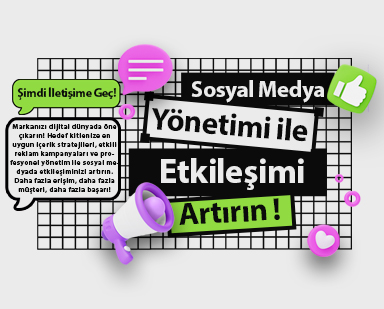 Şimdi İletişime Geç!
Markanızı dijital dünyada öne
çıkarın! Hedef kitlenize en
uygun içerik stratejileri, etkili
reklam kampanyaları ve pro-
fesyonel yönetim ile sosyal me-
dyada etkileşiminizi artırın.
Daha fazla erişim, daha fazla
müşteri, daha fazla başarı!
Sosyal Medya
Yönetimi ile
Etkileşimi
Artırın !